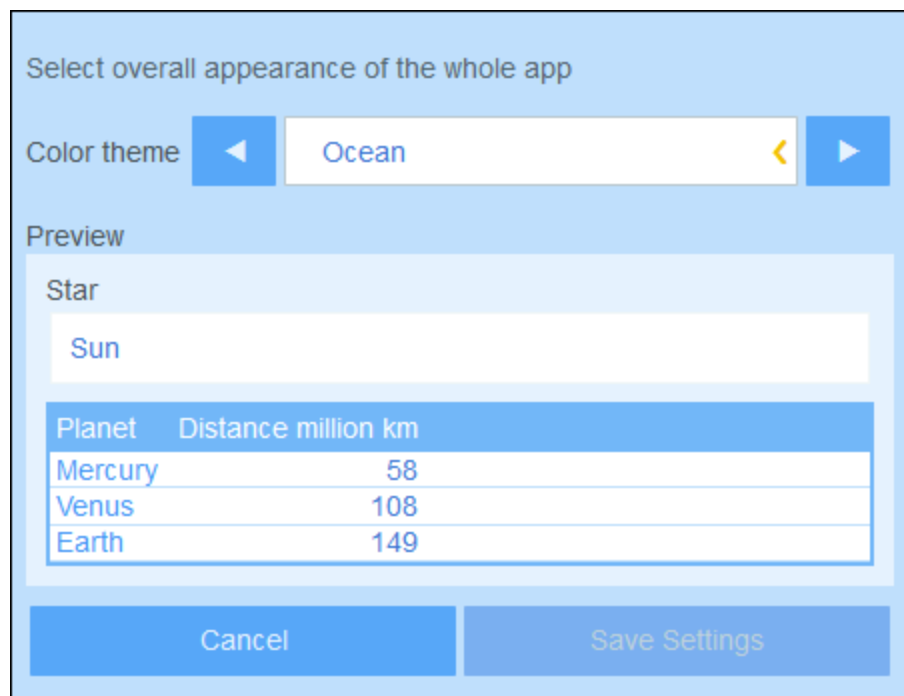 Select overall appearance of the whole app
Color theme Ocean
Preview
Star
Sun
Planet Distance million km
Mercury 58
Venus 108
Earth 149
Cancel Save Settings